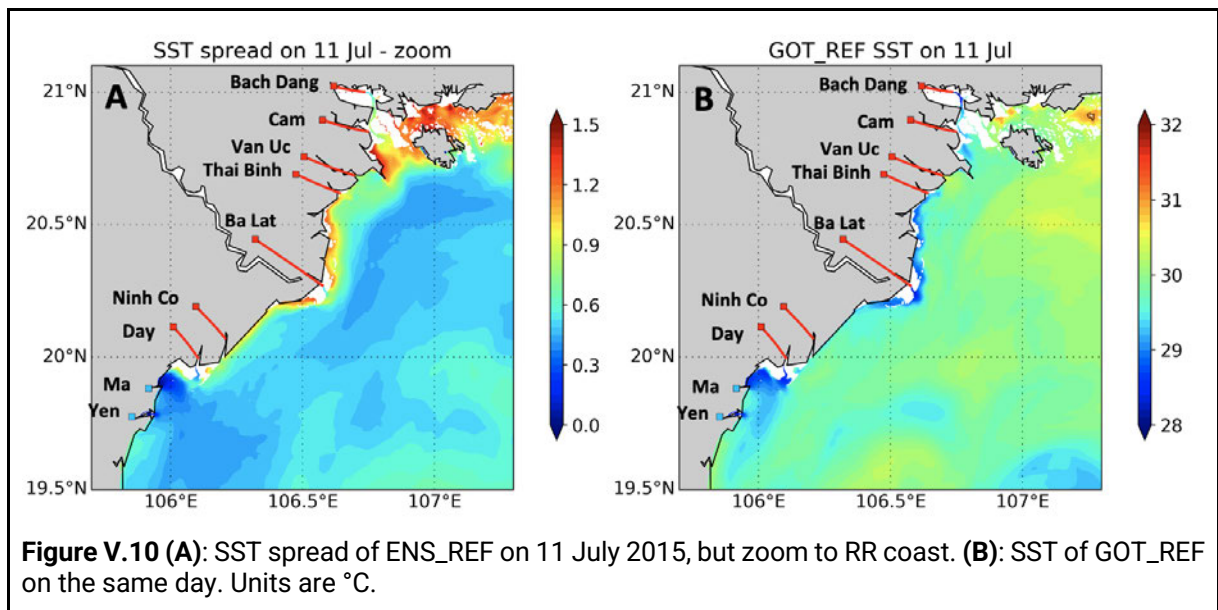 SST spread on 11 Jul - zoom
A
21°N
20.5°N
20°N
19.5°N
106°E
106.5°E
107°E
Bach Dang
Cam
Van Uc
Thai Binh
Ba Lat
Ninh Co
Day
Ma
Yen
1.5
1.2
0.9
0.6
0.3
0.0
GOT_REF SST on 11 Jul
B
21°N
20.5°N
20°N
19.5°N
106°E
106.5°E
107°E
Bach Dang
Cam
Van Uc
Thai Binh
Ba Lat
Ninh Co
Day
Ma
Yen
32
31
30
29
28
Figure V.10 (A): SST spread of ENS_REF on 11 July 2015, but zoom to RR coast. (B): SST of GOT_REF
on the same day. Units are °C.